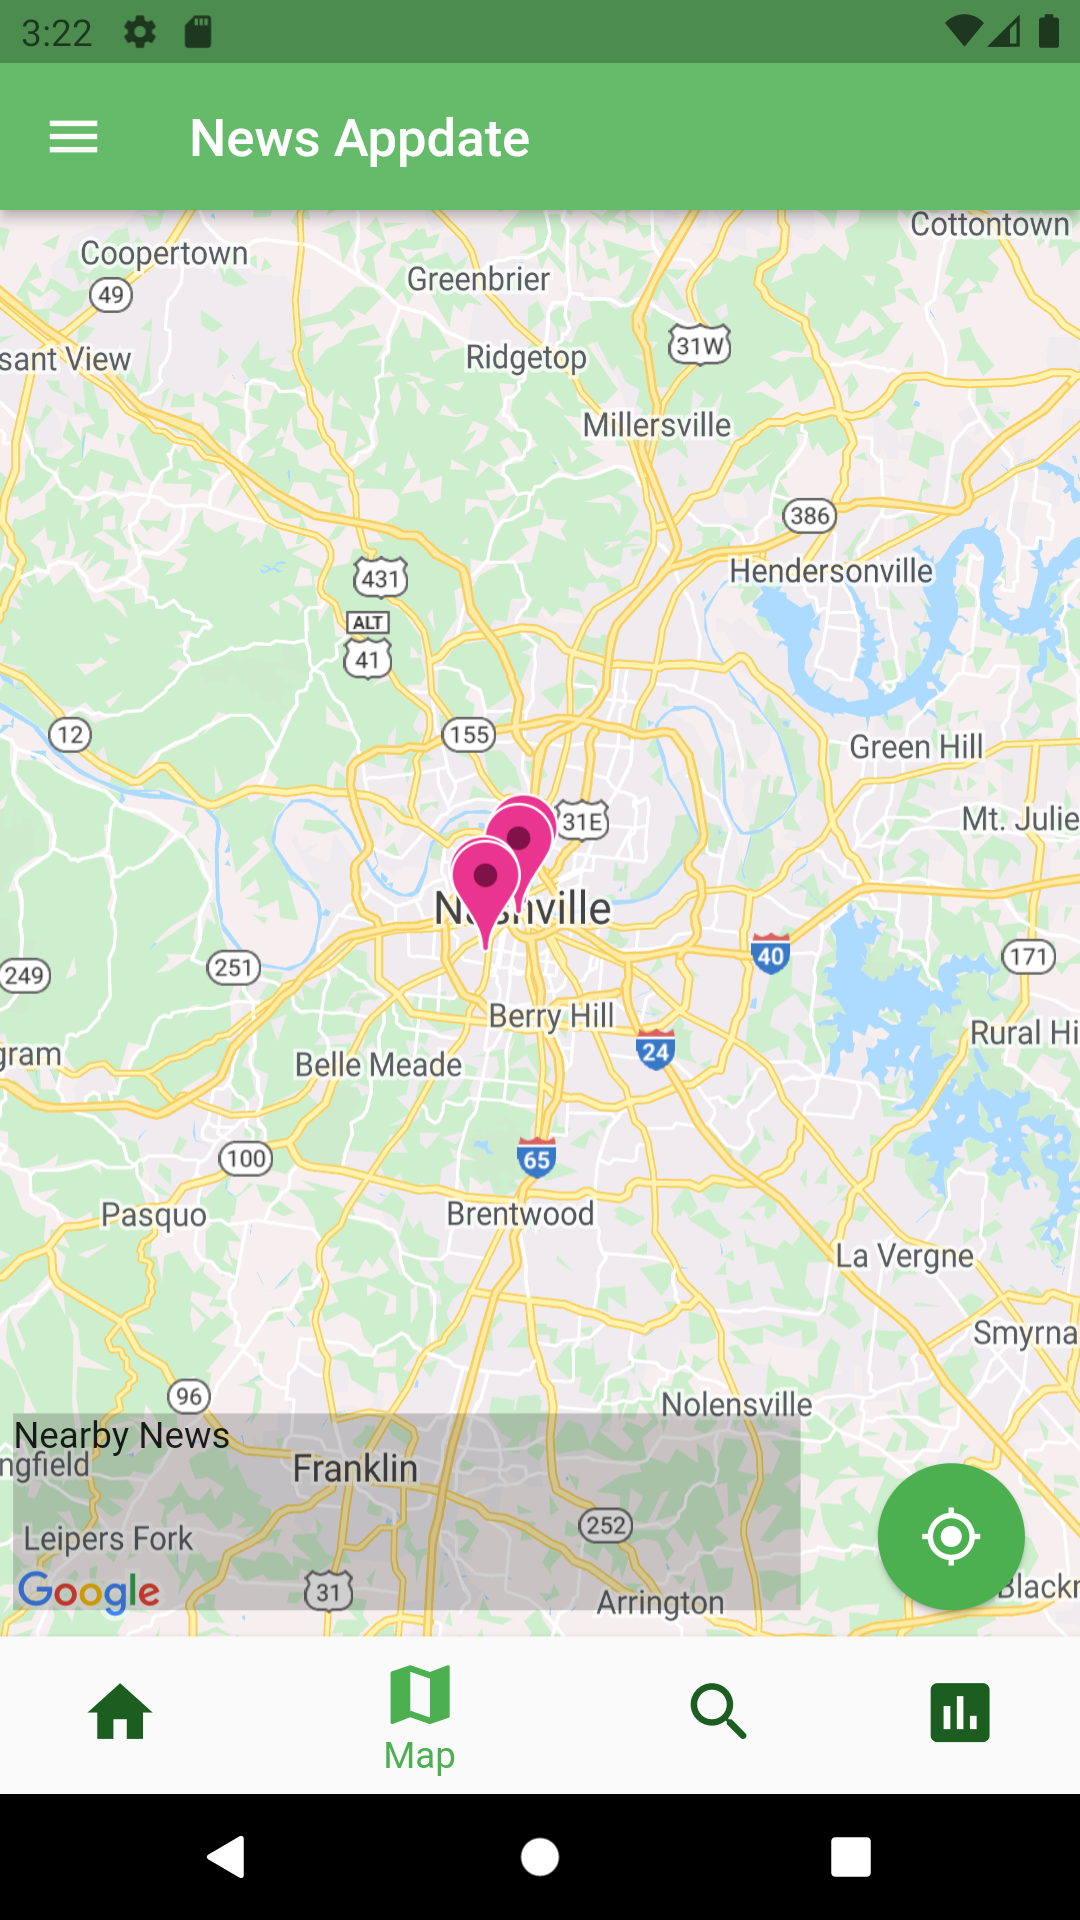 3:22
News Appdate
Cottontown
Coopertown
Greenbrier
49
31W
Ridgetop
sant View
Millersville
386
Hendersonville
431
ALT
41
12
155
Green Hill
31E
Mt. Julie
Nashville
40
171
251
249
Berry Hill
Rural Hi
24
gram
Belle Meade
100
65
Pasquo
Brentwood
La Vergne
Smyrna
96
Nolensville
Nearby News
ngfield
Franklin
252
Leipers Fork
Google
31
Arrington
Blackr
Map